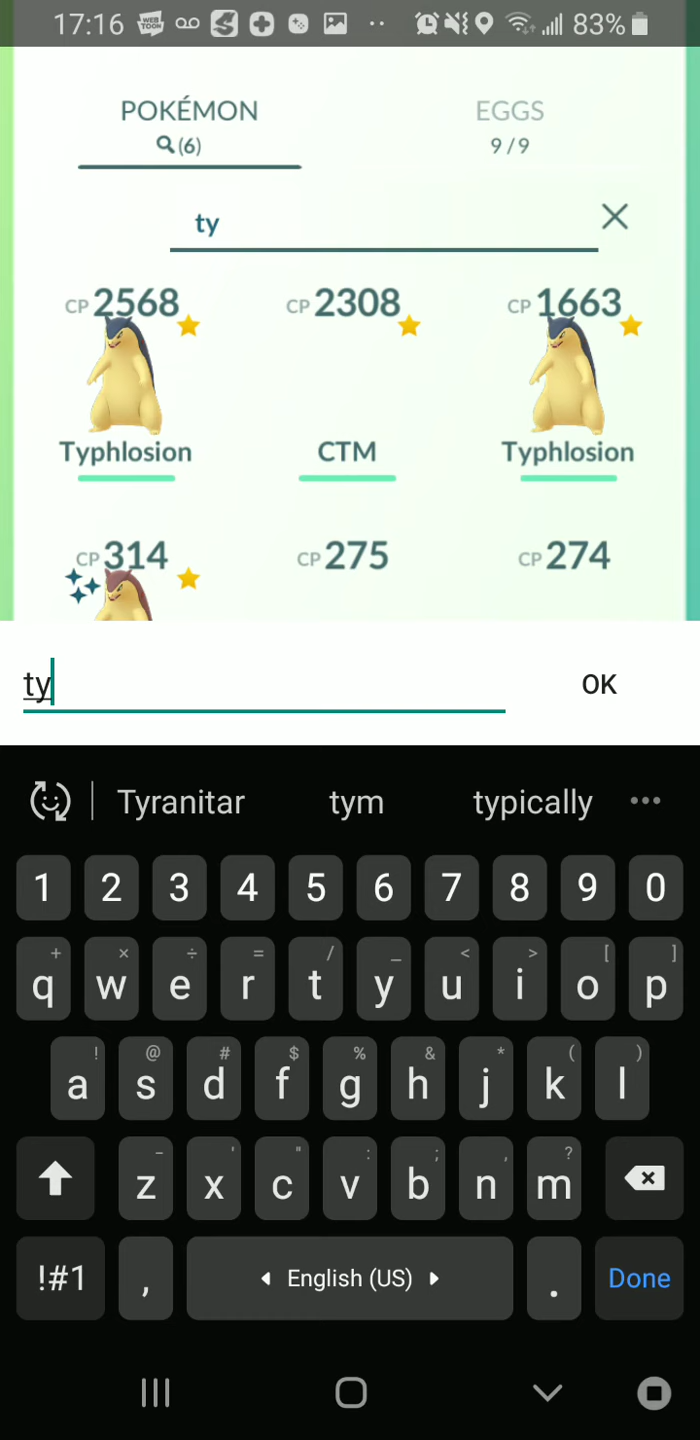 17:16 WEB TOON 83%
POKÉMON EGGS
(6) 9 / 9
ty
CP 2568 CP 2308 CP 1663
Typhlosion CTM Typhlosion
CP 314 CP 275 CP 274
ty OK
Tyranitar tym typically •••
1 2 3 4 5 6 7 8 9 0
+ × ÷ = / _ < > [ ]
q w e r t y u i o p
! @ # $ % & * ( )
a s d f g h j k l
- ' " : ; , ?
z x c v b n m
!#1 , English (US) . Done